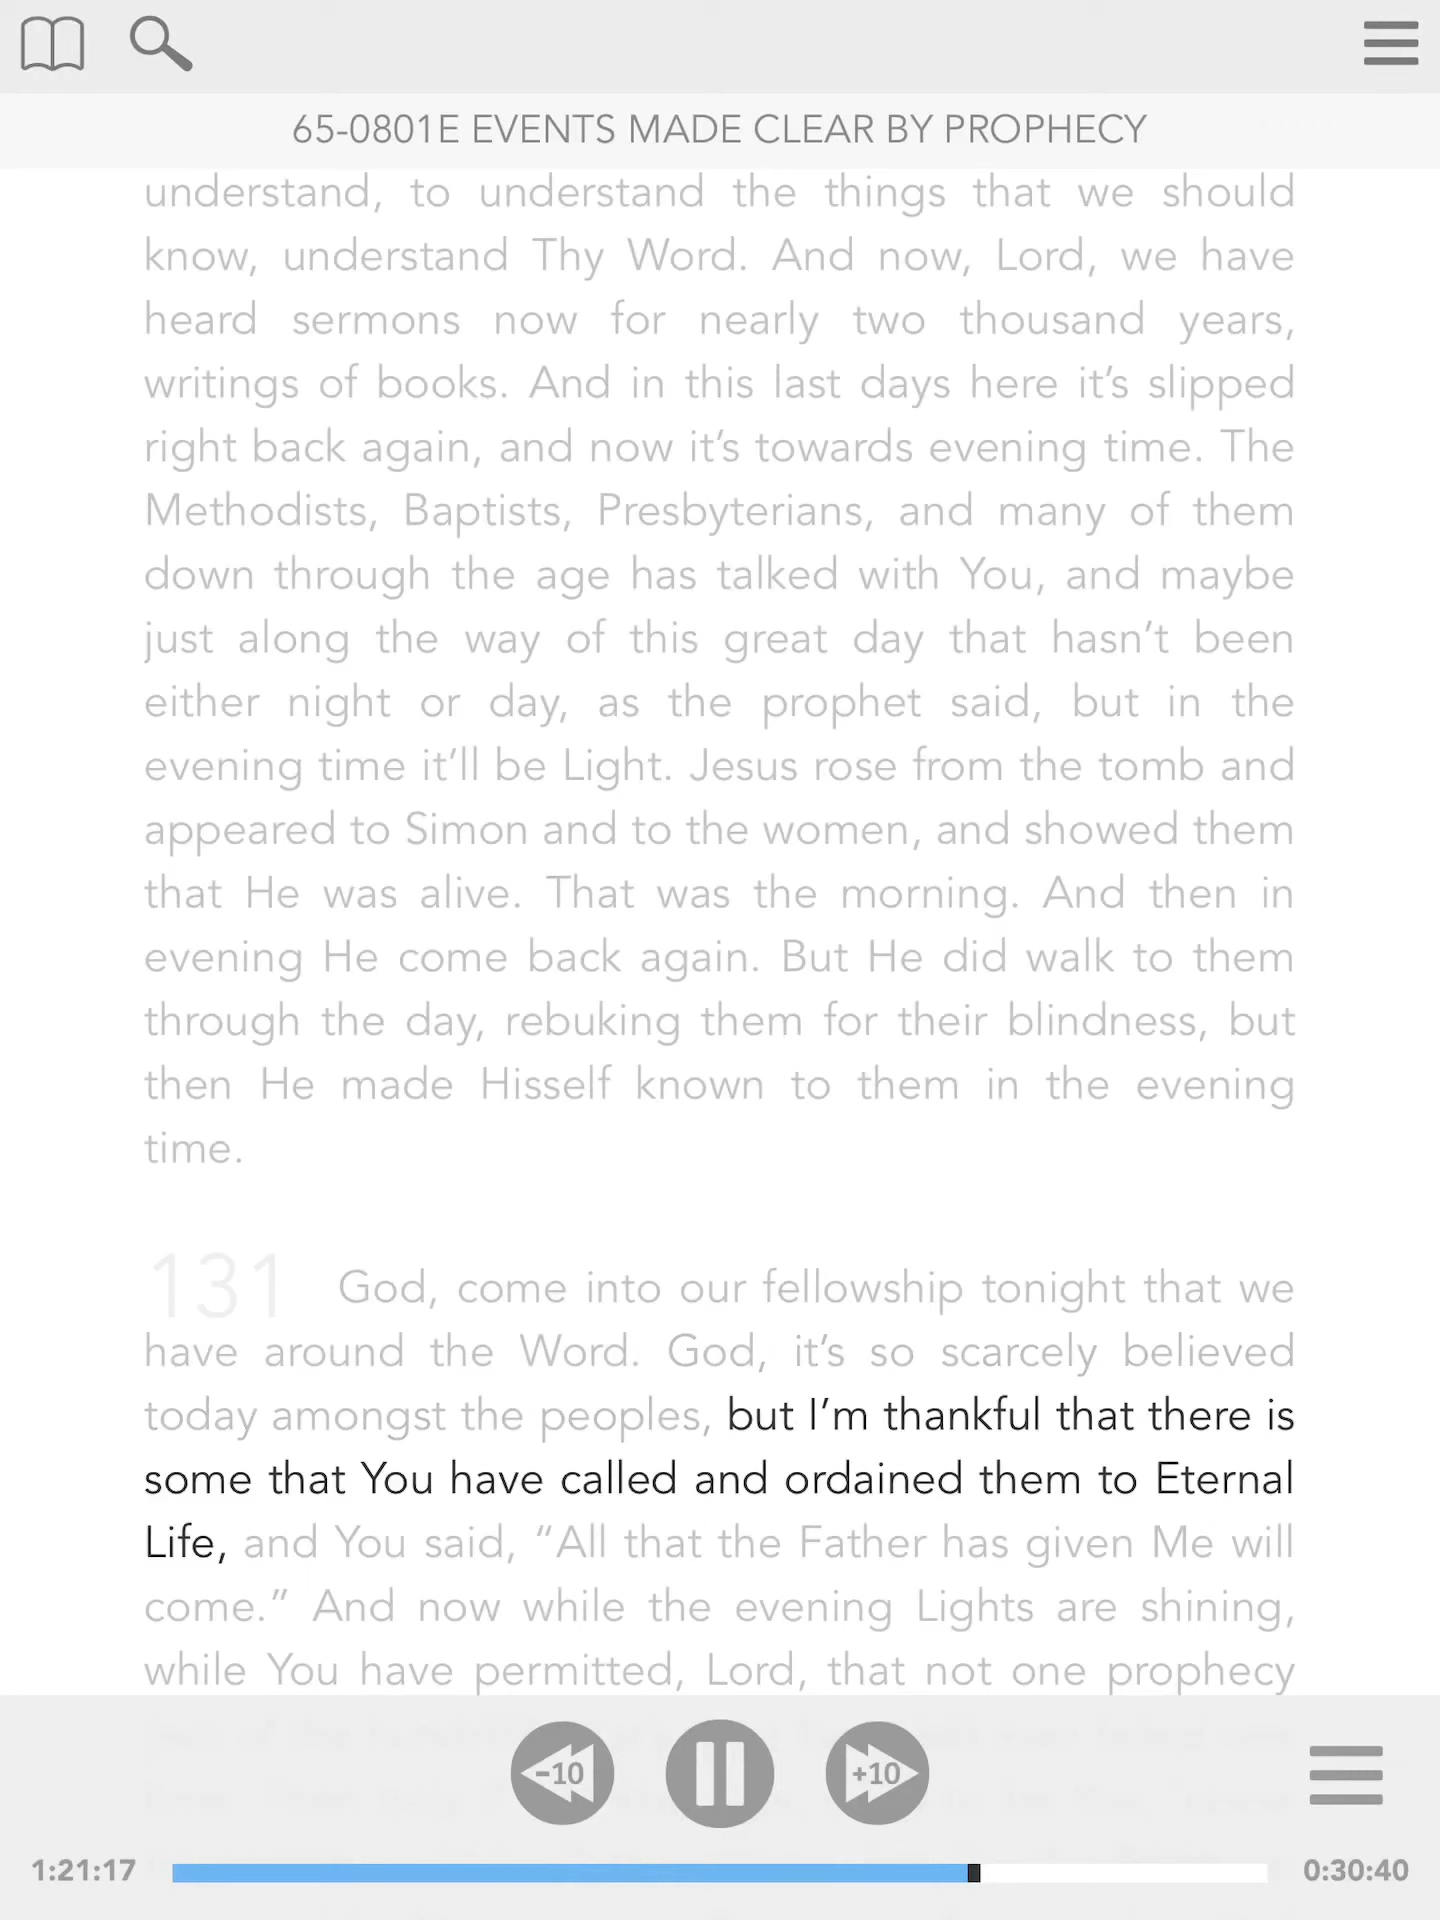 65-0801E EVENTS MADE CLEAR BY PROPHECY
understand, to understand the things that we should
know, understand Thy Word. And now, Lord, we have
heard sermons now for nearly two thousand years,
writings of books. And in this last days here it’s slipped
right back again, and now it’s towards evening time. The
Methodists, Baptists, Presbyterians, and many of them
down through the age has talked with You, and maybe
just along the way of this great day that hasn’t been
either night or day, as the prophet said, but in the
evening time it’ll be Light. Jesus rose from the tomb and
appeared to Simon and to the women, and showed them
that He was alive. That was the morning. And then in
evening He come back again. But He did walk to them
through the day, rebuking them for their blindness, but
then He made Hisself known to them in the evening
time.
131 God, come into our fellowship tonight that we
have around the Word. God, it’s so scarcely believed
today amongst the peoples, but I’m thankful that there is
some that You have called and ordained them to Eternal
Life, and You said, “All that the Father has given Me will
come.” And now while the evening Lights are shining,
while You have permitted, Lord, that not one prophecy
-10 +10
1:21:17 0:30:40